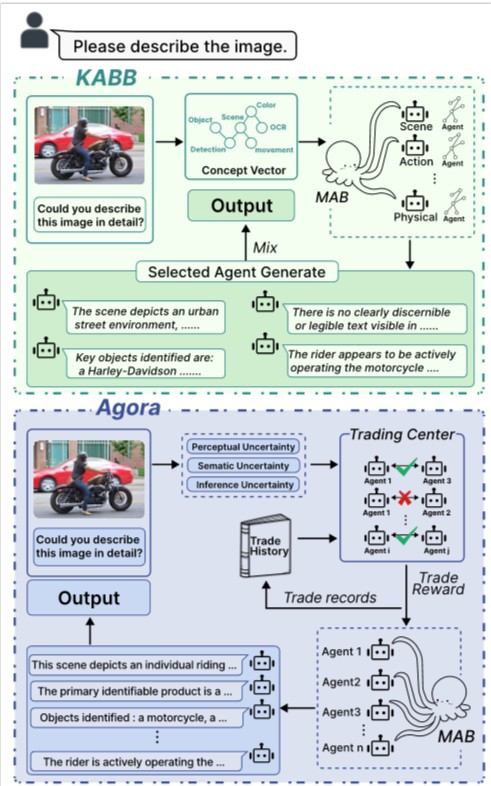 Please describe the image.
KABB
Could you describe
this image in detail?
Object
Scene
Color
OCR
Detection
movement
Concept Vector
MAB
Scene
Agent
Action
Agent
Physical
Agent
Output
Mix
Selected Agent Generate
The scene depicts an urban
street environment, ......
There is no clearly discernible
or legible text visible in ......
Key objects identified are:
a Harley-Davidson .......
The rider appears to be actively
operating the motorcycle ....
Agora
Could you describe
this image in detail?
Perceptual Uncertainty
Sematic Uncertainty
Inference Uncertainty
Trading Center
Agent 1
Agent 3
Agent 1
Agent 2
Agent i
Agent j
Trade
History
Trade records
Trade
Reward
Output
This scene depicts an individual riding ...
The primary identifiable product is a ...
Objects identified : a motorcycle, a ...
The rider is actively operating the ...
Agent 1
Agent2
Agent3
Agent n
MAB